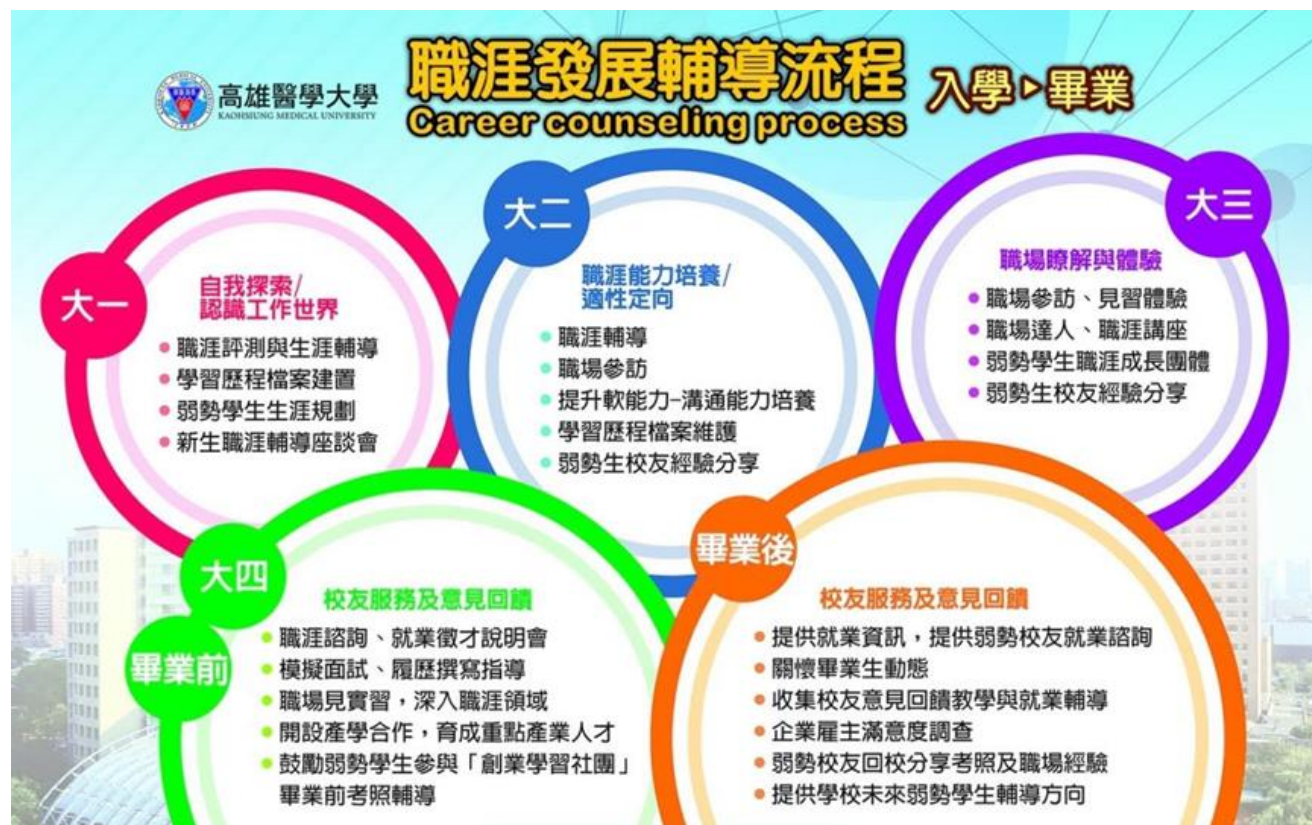 高雄醫學大學
KAOHSIUNG MEDICAL UNIVERSITY
職涯發展輔導流程
Career counseling process
入學▸畢業
大一
自我探索/
認識工作世界
• 職涯評測與生涯輔導
• 學習歷程檔案建置
• 弱勢學生生涯規劃
• 新生職涯輔導座談會
大二
職涯能力培養/
適性定向
• 職涯輔導
• 職場參訪
• 提升軟能力-溝通能力培養
• 學習歷程檔案維護
• 弱勢生校友經驗分享
大三
職場瞭解與體驗
• 職場參訪、見習體驗
• 職場達人、職涯講座
• 弱勢學生職涯成長團體
• 弱勢生校友經驗分享
大四
畢業前
校友服務及意見回饋
• 職涯諮詢、就業徵才說明會
• 模擬面試、履歷撰寫指導
• 職場見實習,深入職涯領域
• 開設產學合作,育成重點產業人才
• 鼓勵弱勢學生參與「創業學習社團」
畢業前考照輔導
畢業後
校友服務及意見回饋
• 提供就業資訊,提供弱勢校友就業諮詢
• 關懷畢業生動態
• 收集校友意見回饋教學與就業輔導
• 企業雇主滿意度調查
• 弱勢校友回校分享考照及職場經驗
• 提供學校未來弱勢學生輔導方向